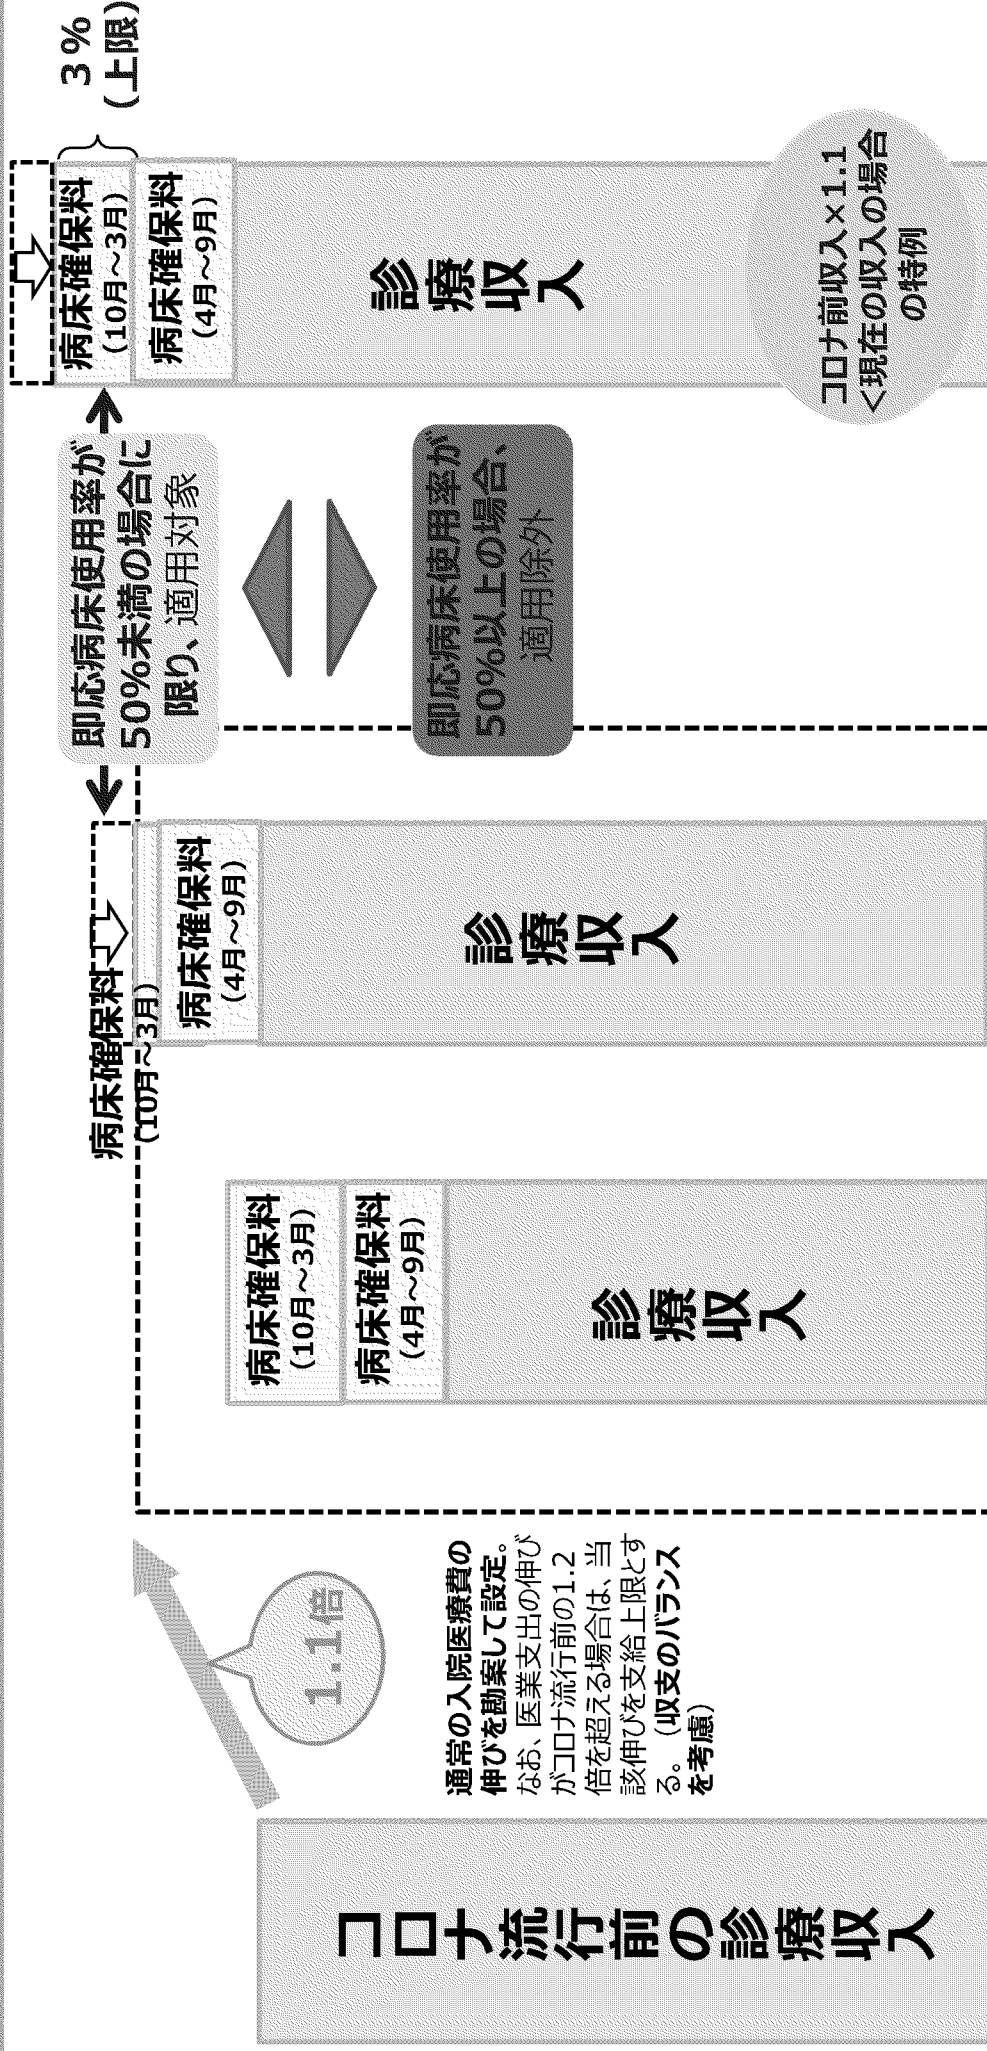 コロナ流行前の診療収入
1.1倍
通常の入院医療費の
伸びを勘案して設定。
なお、医業支出の伸び
がコロナ流行前の1.2
倍を超える場合は、当
該伸びを支給上限とす
る。（収支のバランス
を考慮）
病床確保料
（10月～3月）
病床確保料
（4月～9月）
診療収入
病床確保料
（10月～3月）
病床確保料
（4月～9月）
診療収入
即応病床使用率が
50%未満の場合に
限り、適用対象
即応病床使用率が
50%以上の場合、
適用除外
3%
（上限）
病床確保料
（10月～3月）
病床確保料
（4月～9月）
診療収入
コロナ前収入×1.1
＜現在の収入の場合
の特例